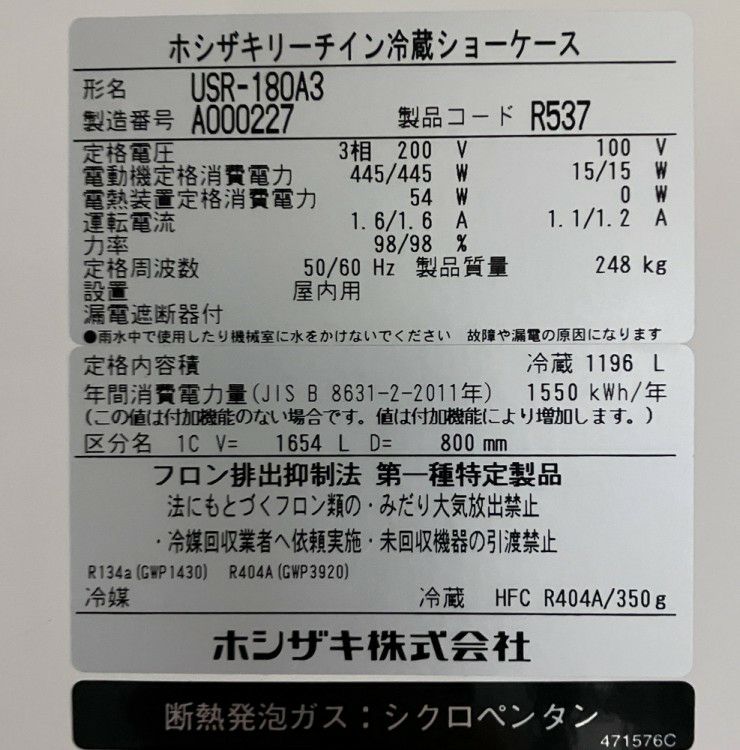 ホシザキリーチイン冷蔵ショーケース
形名 USR-180A3
製造番号 A000227 製品コード R537
定格電圧 3相 200 V 100 V
電動機定格消費電力 445/445 W 15/15 W
電熱装置定格消費電力 54 W 0 W
運転電流 1.6/1.6 A 1.1/1.2 A
力率 98/98 %
定格周波数 50/60 Hz 製品質量 248 kg
設置 屋内用
漏電遮断器付
●雨水中で使用したり機械室に水をかけないでください 故障や漏電の原因になります
定格内容積 冷蔵 1196 L
年間消費電力量(JIS B 8631-2-2011年) 1550 kWh/年
(この値は付加機能のない場合です。値は付加機能により増加します。)
区分名 1C V= 1654 L D= 800 mm
フロン排出抑制法 第一種特定製品
法にもとづくフロン類の・みだり大気放出禁止
・冷媒回収業者へ依頼実施・未回収機器の引渡禁止
R134a(GWP1430) R404A(GWP3920)
冷媒 冷蔵 HFC R404A/350g
ホシザキ株式会社
断熱発泡ガス：シクロペンタン
471576C